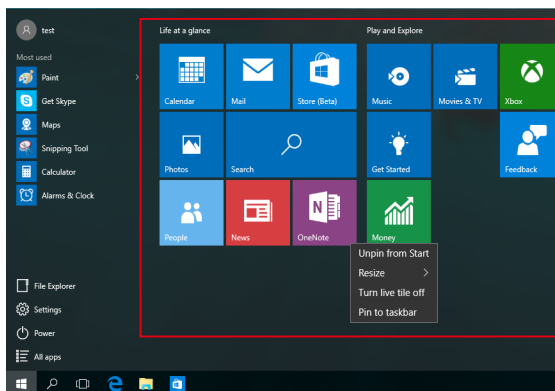 test
Most used
Paint
Get Skype
Maps
Snipping Tool
Calculator
Alarms & Clock
File Explorer
Settings
Power
All apps
Life at a glance
Play and Explore
Calendar
Mail
Store (Beta)
Music
Movies & TV
Xbox
Photos
Search
Get Started
Feedback
People
News
OneNote
Money
Unpin from Start
Resize
Turn live tile off
Pin to taskbar